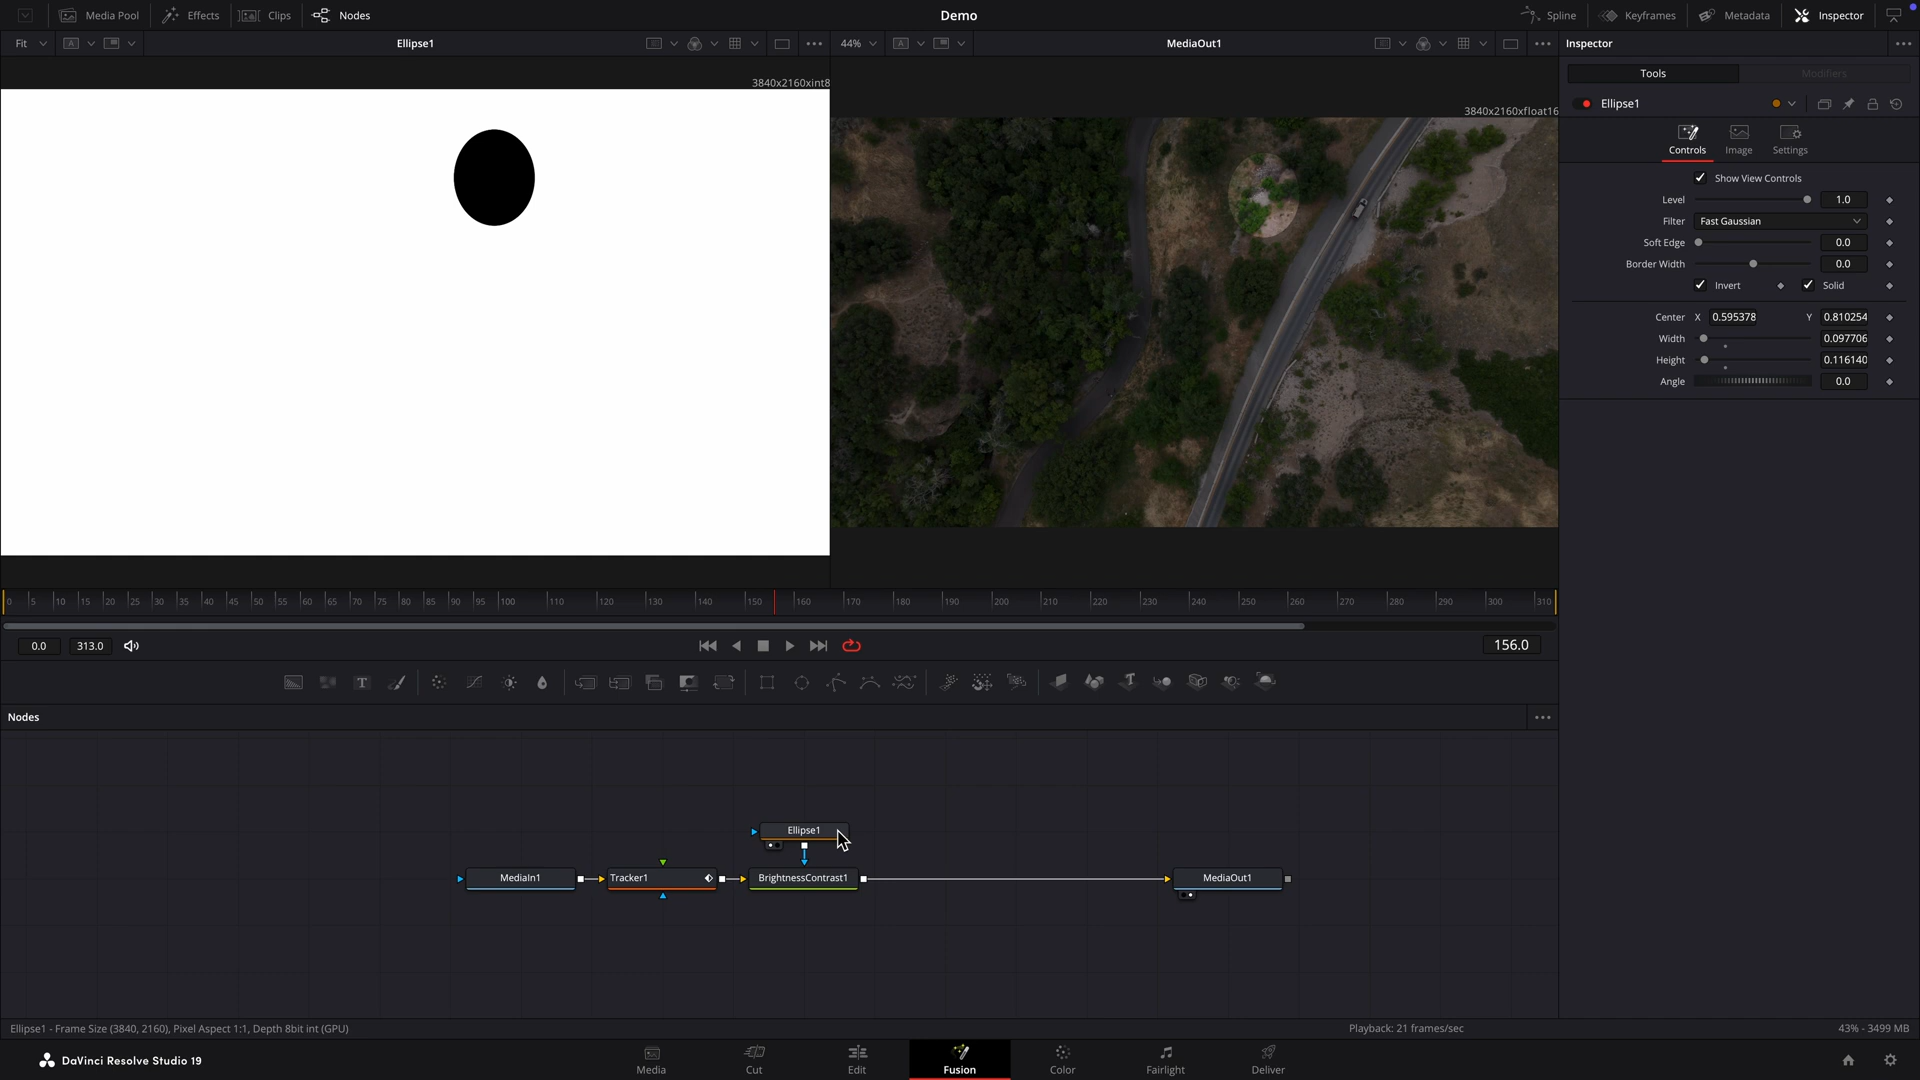 Media Pool Effects Clips Nodes Demo Spline Keyframes Metadata Inspector
Fit A Ellipse1 44% A MediaOut1 Inspector
3840x2160xint8
3840x2160xfloat16
Tools Modifiers
Ellipse1
Controls Image Settings
Show View Controls
Level 1.0
Filter Fast Gaussian
Soft Edge 0.0
Border Width 0.0
Invert Solid
Center X 0.595378 Y 0.810254
Width 0.097706
Height 0.116140
Angle 0.0
0 5 10 15 20 25 30 35 40 45 50 55 60 65 70 75 80 85 90 95 100 110 120 130 140 150 160 170 180 190 200 210 220 230 240 250 260 270 280 290 300 310
0.0 313.0 156.0
T
Nodes
Ellipse1
MediaIn1 Tracker1 BrightnessContrast1 MediaOut1
Ellipse1 - Frame Size (3840, 2160), Pixel Aspect 1:1, Depth 8bit int (GPU) Playback: 21 frames/sec 43% - 3499 MB
DaVinci Resolve Studio 19 Media Cut Edit Fusion Color Fairlight Deliver